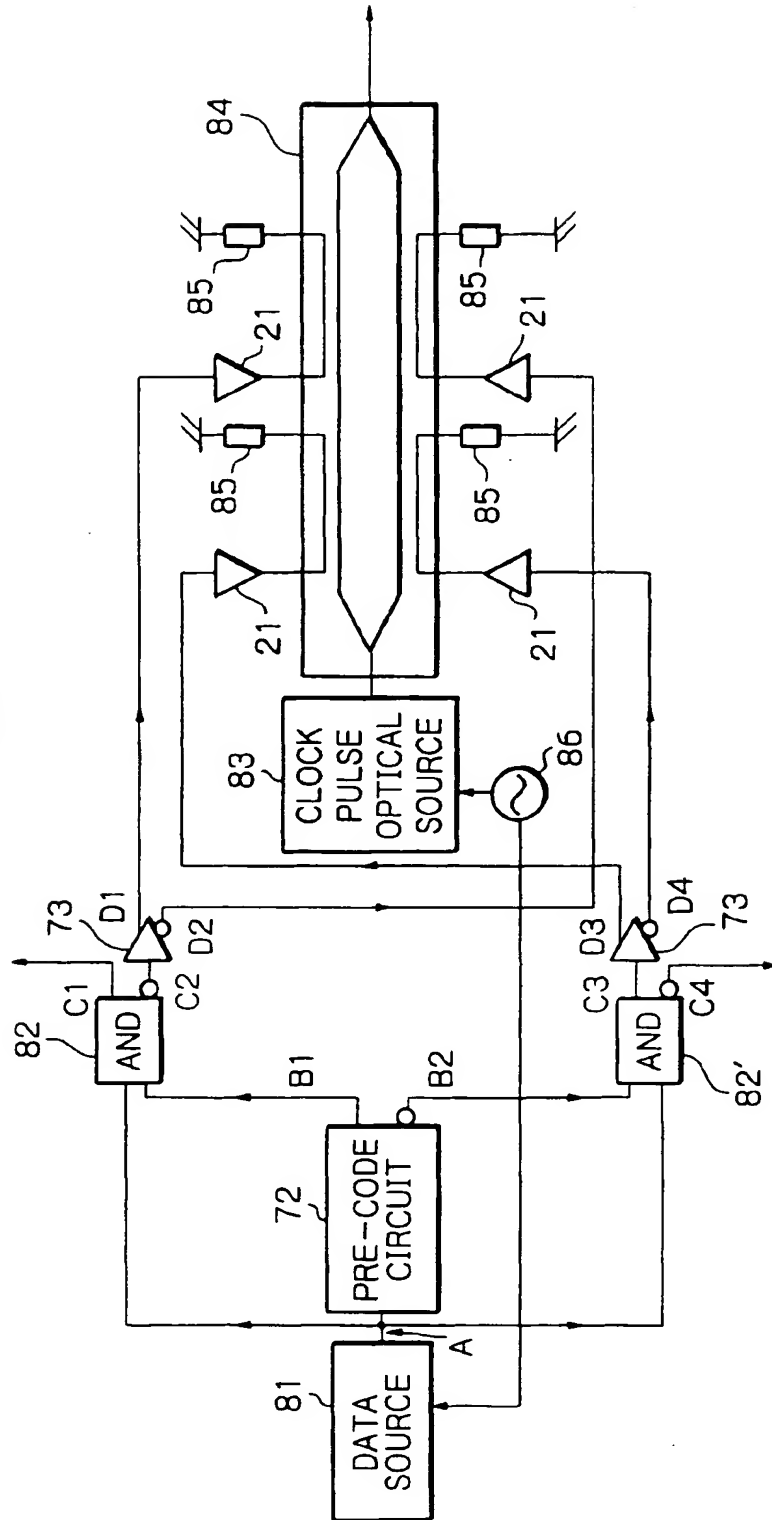 81
DATA
SOURCE
A
72
PRE-CODE
CIRCUIT
B1
B2
82
AND
C1
C2
73
D1
D2
82'
AND
C3
C4
73
D3
D4
83
CLOCK
PULSE
OPTICAL
SOURCE
86
84
21
85
21
85
21
85
21
85